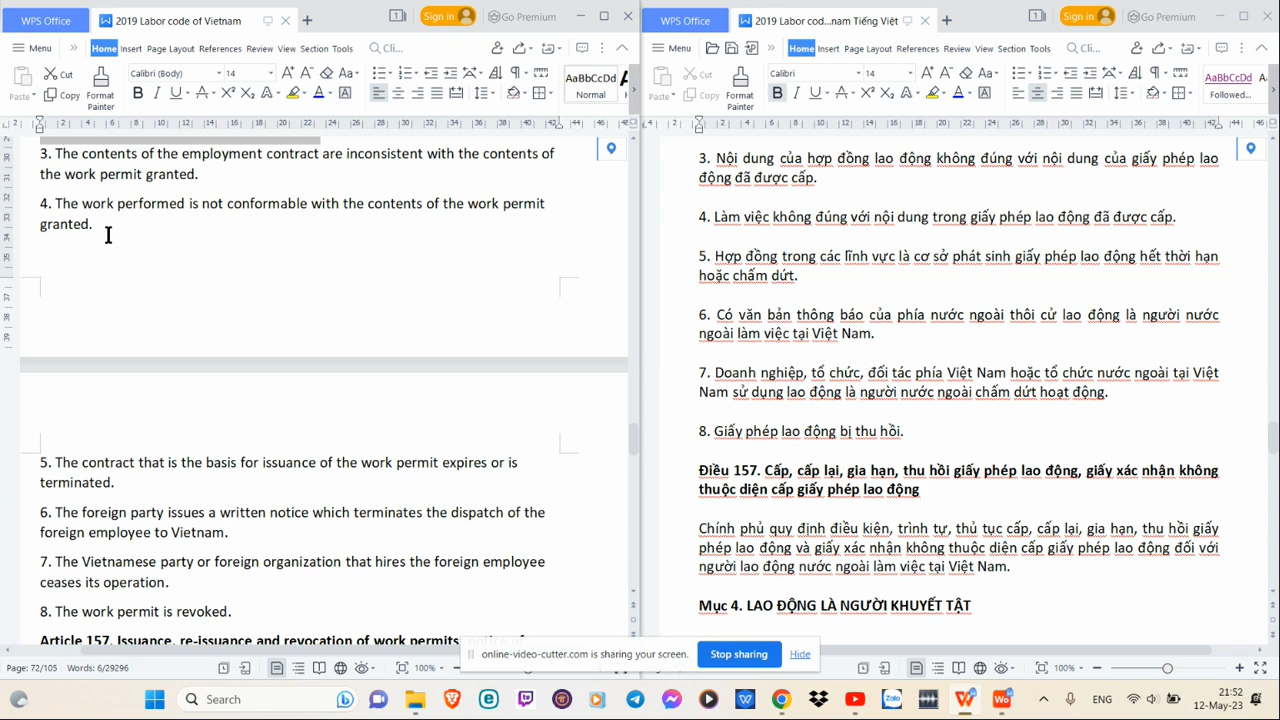 WPS Office
2019 Labor code of Vietnam
Sign in
Go Premium
Menu
Home
Insert
Page Layout
References
Review
View
Section
Tools
Cli...
Paste
Cut
Copy
Format
Painter
Calibri (Body)
14
AaBbCcDd
Normal
3. The contents of the employment contract are inconsistent with the contents of
the work permit granted.
4. The work performed is not conformable with the contents of the work permit
granted.
5. The contract that is the basis for issuance of the work permit expires or is
terminated.
6. The foreign party issues a written notice which terminates the dispatch of the
foreign employee to Vietnam.
7. The Vietnamese party or foreign organization that hires the foreign employee
ceases its operation.
8. The work permit is revoked.
Article 157. Issuance, re-issuance and revocation of work permits
Words: 6/29296
100%
WPS Office
2019 Labor cod...nam Tiếng Việt
Sign in
Go Premium
Menu
Home
Insert
Page Layout
References
Review
View
Section
Tools
Cli...
Paste
Cut
Copy
Format
Painter
Calibri
14
AaBbCcDd
Followed...
3. Nội dung của hợp đồng lao động không đúng với nội dung của giấy phép lao
động đã được cấp.
4. Làm việc không đúng với nội dung trong giấy phép lao động đã được cấp.
5. Hợp đồng trong các lĩnh vực là cơ sở phát sinh giấy phép lao động hết thời hạn
hoặc chấm dứt.
6. Có văn bản thông báo của phía nước ngoài thôi cử lao động là người nước
ngoài làm việc tại Việt Nam.
7. Doanh nghiệp, tổ chức, đối tác phía Việt Nam hoặc tổ chức nước ngoài tại Việt
Nam sử dụng lao động là người nước ngoài chấm dứt hoạt động.
8. Giấy phép lao động bị thu hồi.
Điều 157. Cấp, cấp lại, gia hạn, thu hồi giấy phép lao động, giấy xác nhận không
thuộc diện cấp giấy phép lao động
Chính phủ quy định điều kiện, trình tự, thủ tục cấp, cấp lại, gia hạn, thu hồi giấy
phép lao động và giấy xác nhận không thuộc diện cấp giấy phép lao động đối với
người lao động nước ngoài làm việc tại Việt Nam.
Mục 4. LAO ĐỘNG LÀ NGƯỜI KHUYẾT TẬT
100%
online-video-cutter.com is sharing your screen.
Stop sharing
Hide
Search
ENG
21:52
12-May-23